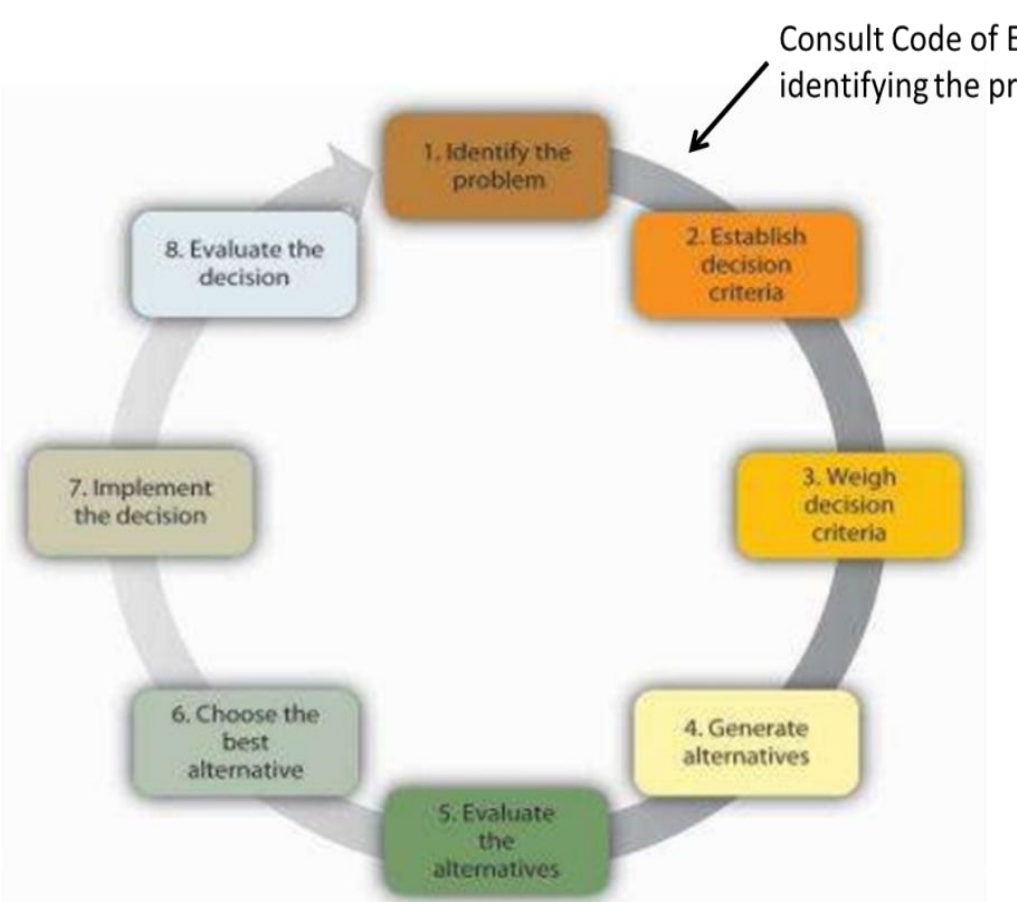 Consult Code of E
identifying the pr
1. Identify the
problem
2. Establish
decision
criteria
3. Weigh
decision
criteria
4. Generate
alternatives
5. Evaluate
the
alternatives
6. Choose the
best
alternative
7. Implement
the decision
8. Evaluate the
decision